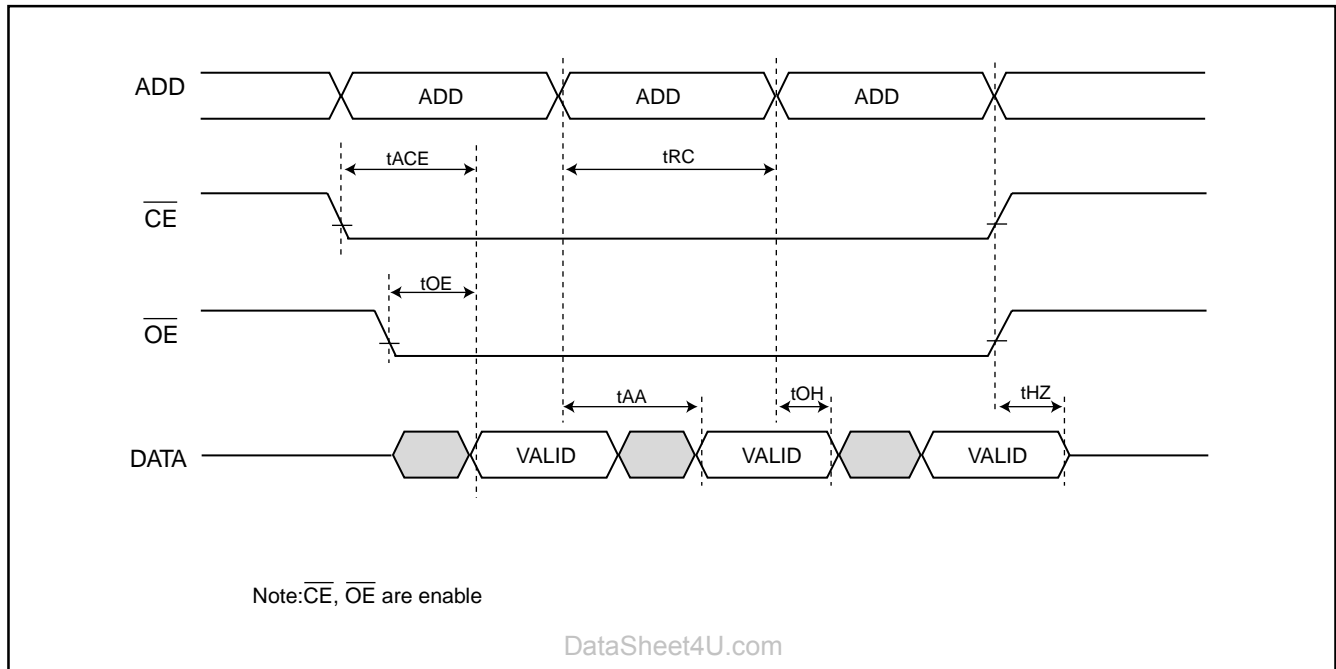 ADD ADD ADD ADD
tACE tRC
CE
tOE
OE
tAA tOH tHZ
DATA VALID VALID VALID
Note:CE, OE are enable
DataSheet4U.com